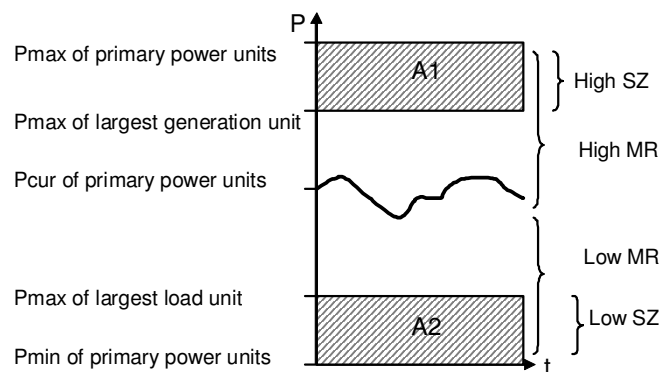 P
Pmax of primary power units
A1
High SZ
Pmax of largest generation unit
High MR
Pcur of primary power units
Low MR
Pmax of largest load unit
A2
Low SZ
Pmin of primary power units
t